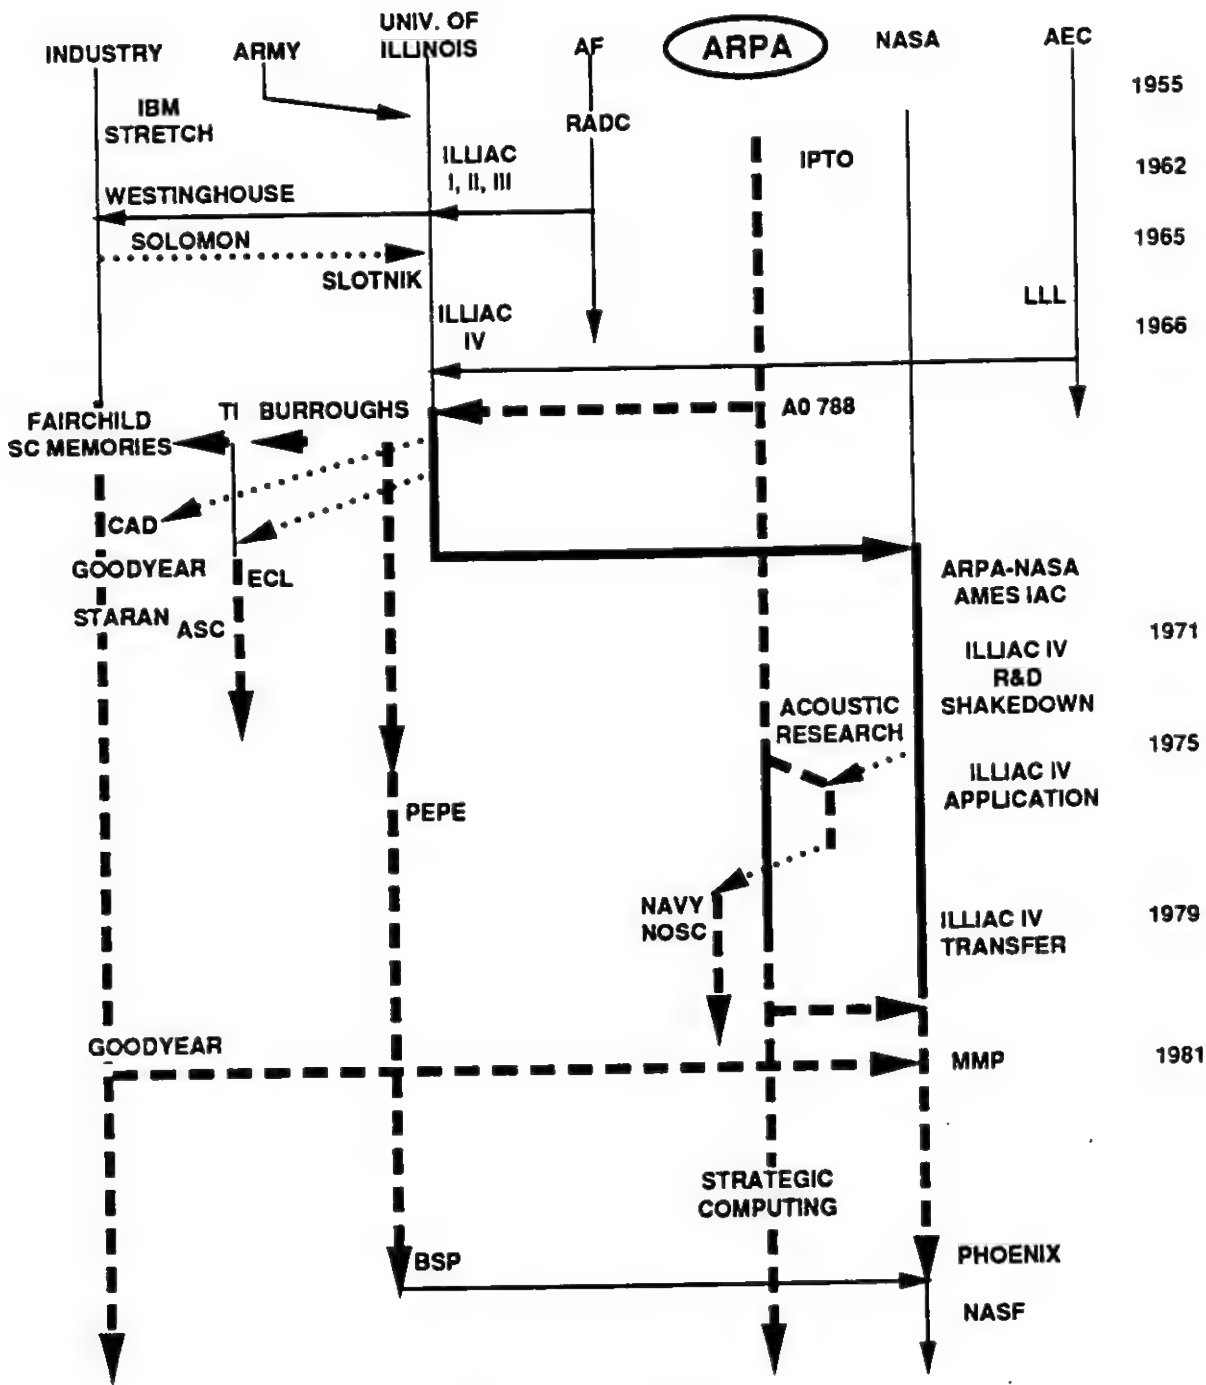 UNIV. OF
ILLINOIS
INDUSTRY
ARMY
AF
ARPA
NASA
AEC
1955
IBM
STRETCH
RADC
ILLIAC
I, II, III
IPTO
1962
WESTINGHOUSE
SOLOMON
1965
SLOTNIK
LLL
ILLIAC
IV
1966
FAIRCHILD
SC MEMORIES
TI
BURROUGHS
A0 788
CAD
GOODYEAR
ECL
ARPA-NASA
AMES IAC
STARAN
ASC
1971
ILLIAC IV
R&D
SHAKEDOWN
ACOUSTIC
RESEARCH
1975
ILLIAC IV
APPLICATION
PEPE
NAVY
NOSC
ILLIAC IV
TRANSFER
1979
GOODYEAR
MMP
1981
STRATEGIC
COMPUTING
BSP
PHOENIX
NASF